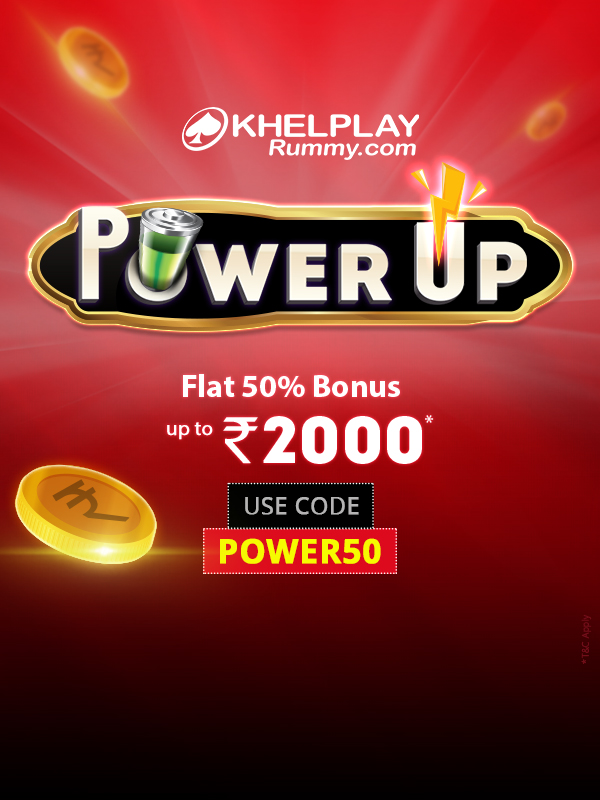 KHELPLAY
Rummy.com
POWER UP
Flat 50% Bonus
up to ₹2000*
USE CODE
POWER50
*T&C Apply